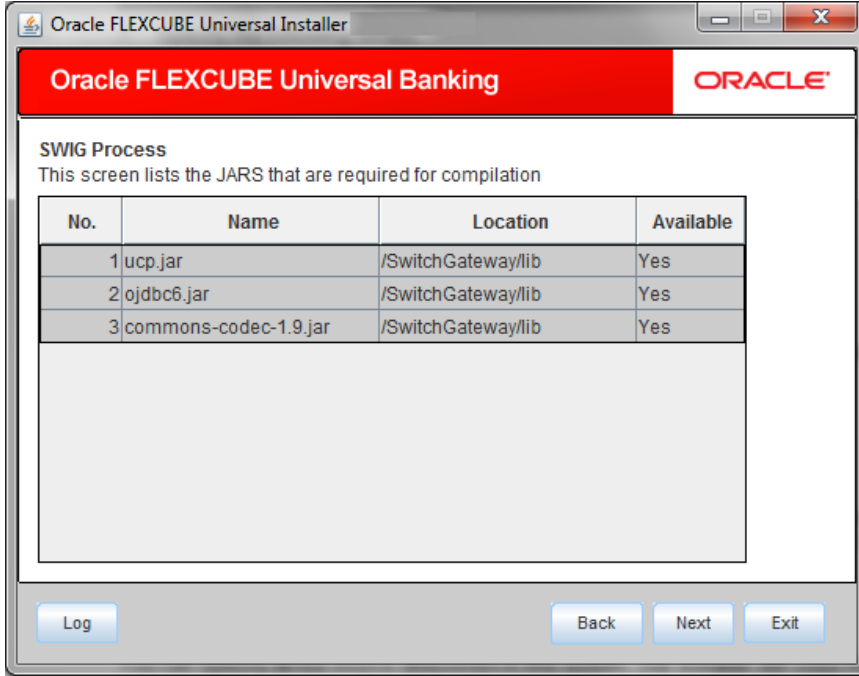 Oracle FLEXCUBE Universal Installer
Oracle FLEXCUBE Universal Banking
ORACLE
SWIG Process
This screen lists the JARS that are required for compilation
No. Name Location Available
1 ucp.jar /SwitchGateway/lib Yes
2 ojdbc6.jar /SwitchGateway/lib Yes
3 commons-codec-1.9.jar /SwitchGateway/lib Yes
Log Back Next Exit